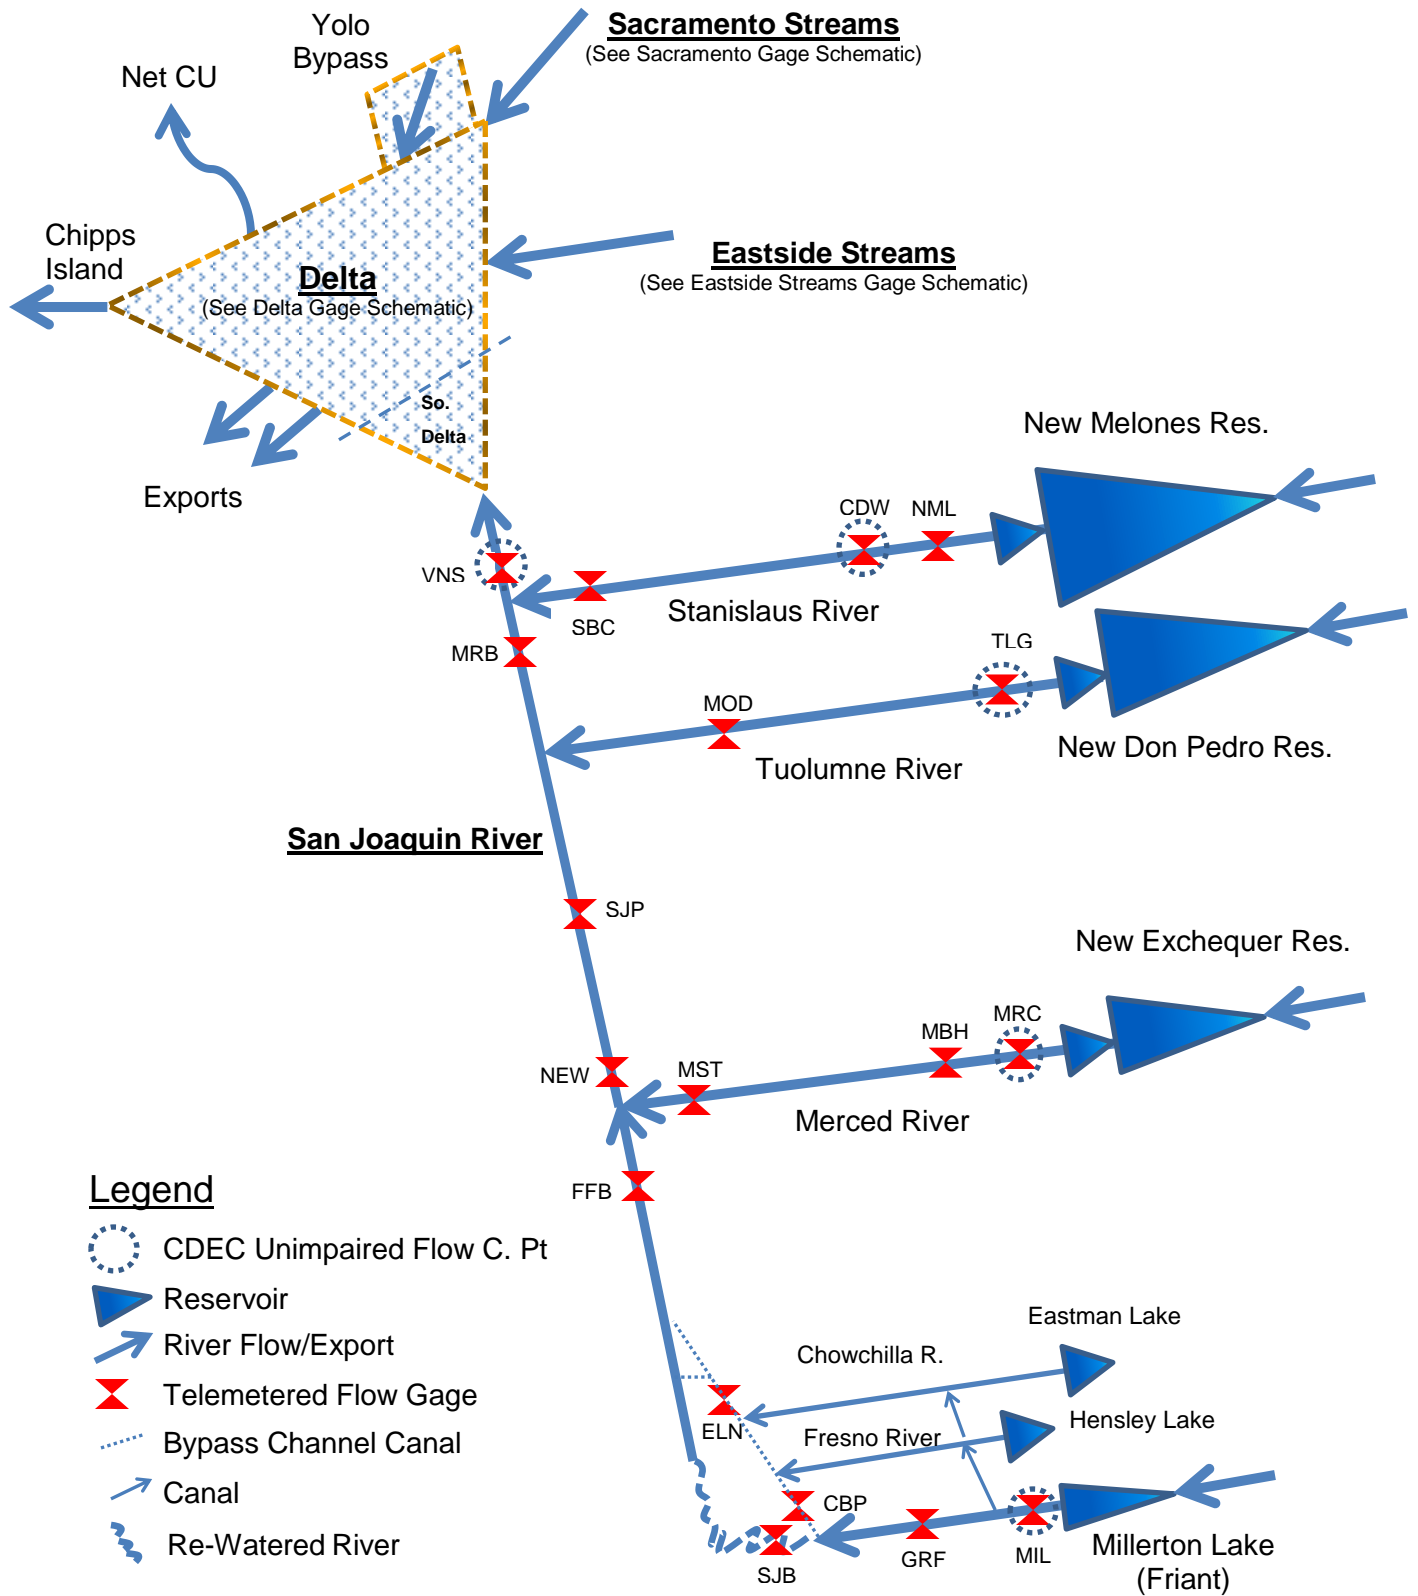 Yolo
Bypass
Sacramento Streams
(See Sacramento Gage Schematic)
Net CU
Chipps
Island
Delta
(See Delta Gage Schematic)
Eastside Streams
(See Eastside Streams Gage Schematic)
So.
Delta
Exports
New Melones Res.
CDW
NML
VNS
SBC
Stanislaus River
MRB
TLG
MOD
New Don Pedro Res.
Tuolumne River
San Joaquin River
SJP
New Exchequer Res.
MRC
MBH
NEW
MST
Merced River
FFB
Legend
CDEC Unimpaired Flow C. Pt
Reservoir
River Flow/Export
Telemetered Flow Gage
Bypass Channel Canal
Canal
Re-Watered River
Eastman Lake
Chowchilla R.
Hensley Lake
ELN
Fresno River
CBP
SJB
GRF
MIL
Millerton Lake
(Friant)